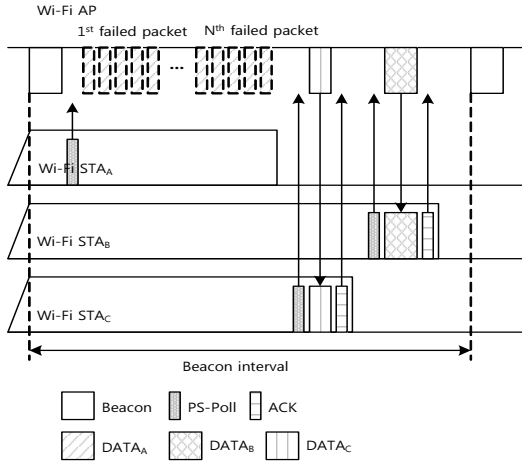 Wi-Fi AP
1st failed packet
Nth failed packet
...
Wi-Fi STAA
Wi-Fi STAB
Wi-Fi STAC
Beacon interval
Beacon
PS-Poll
ACK
DATAA
DATAB
DATAC